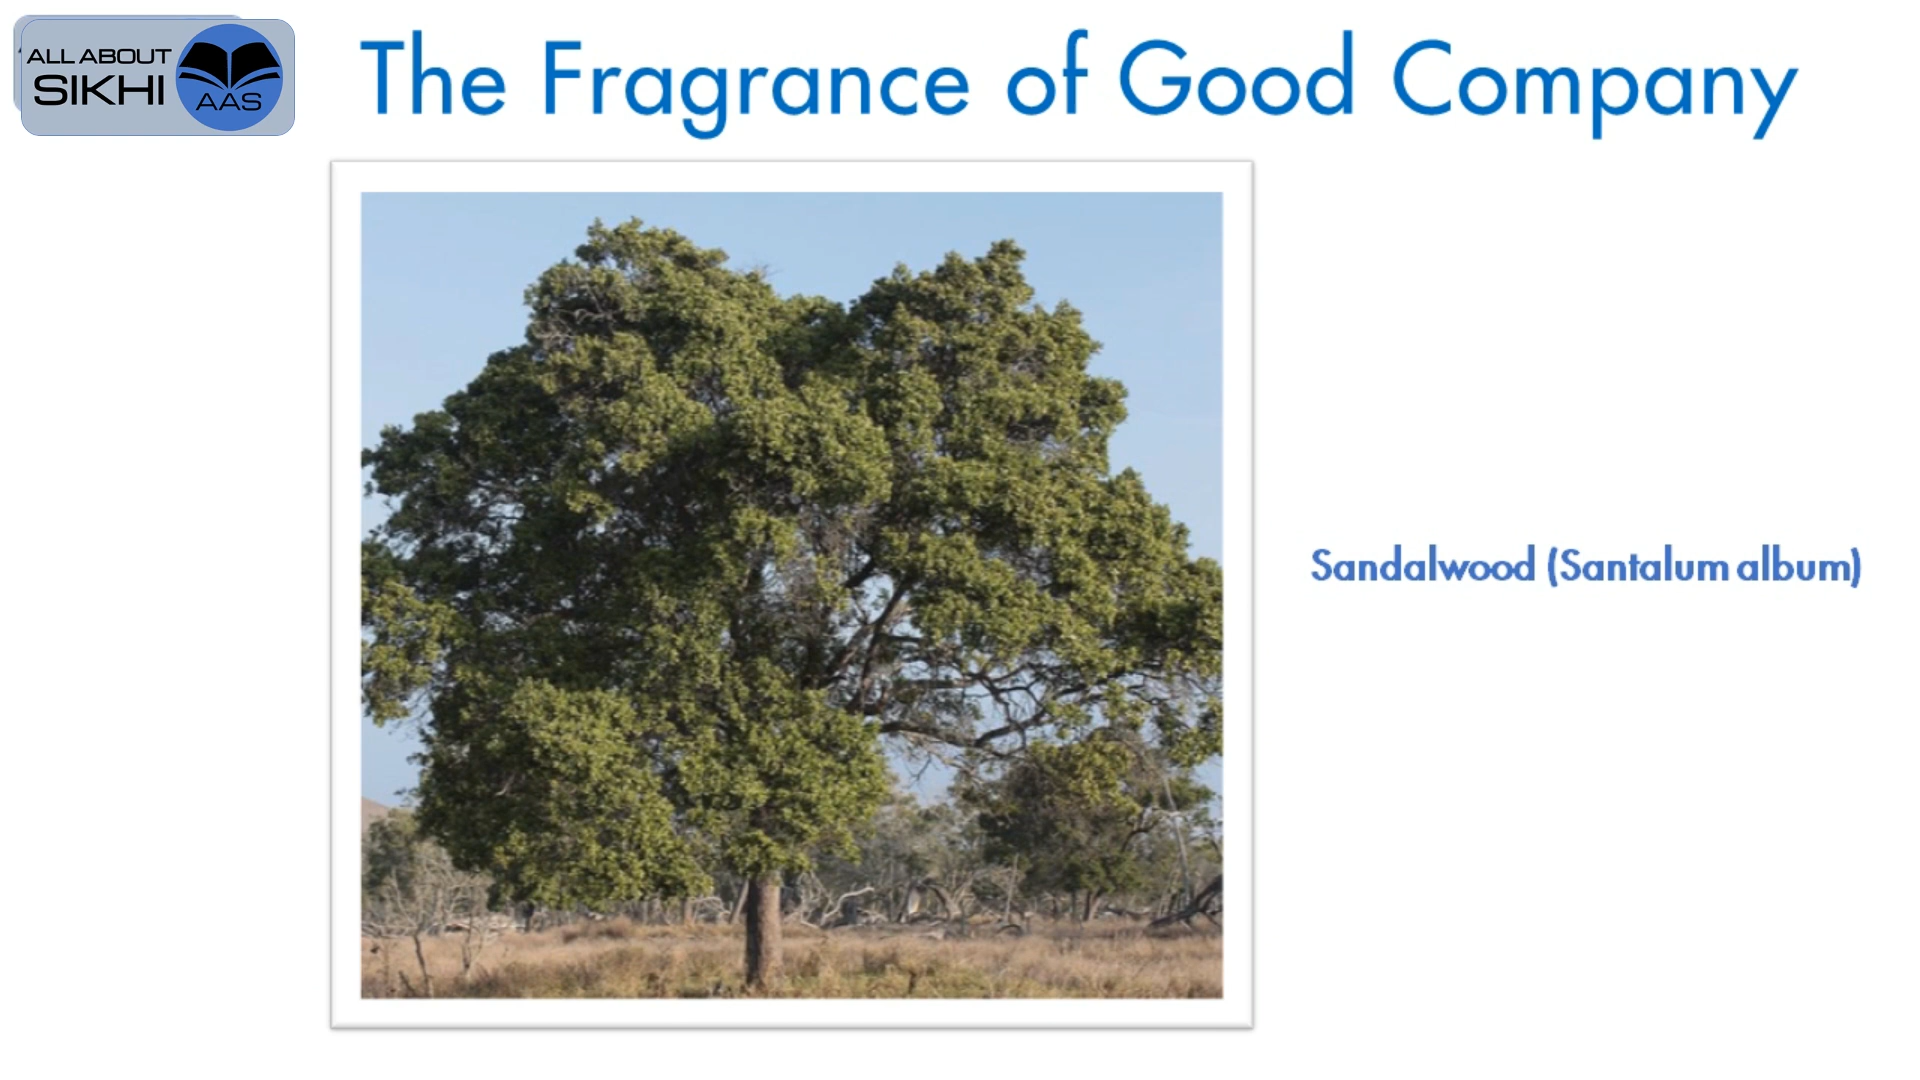 ALL ABOUT
SIKHI
AAS
The Fragrance of Good Company
Sandalwood (Santalum album)